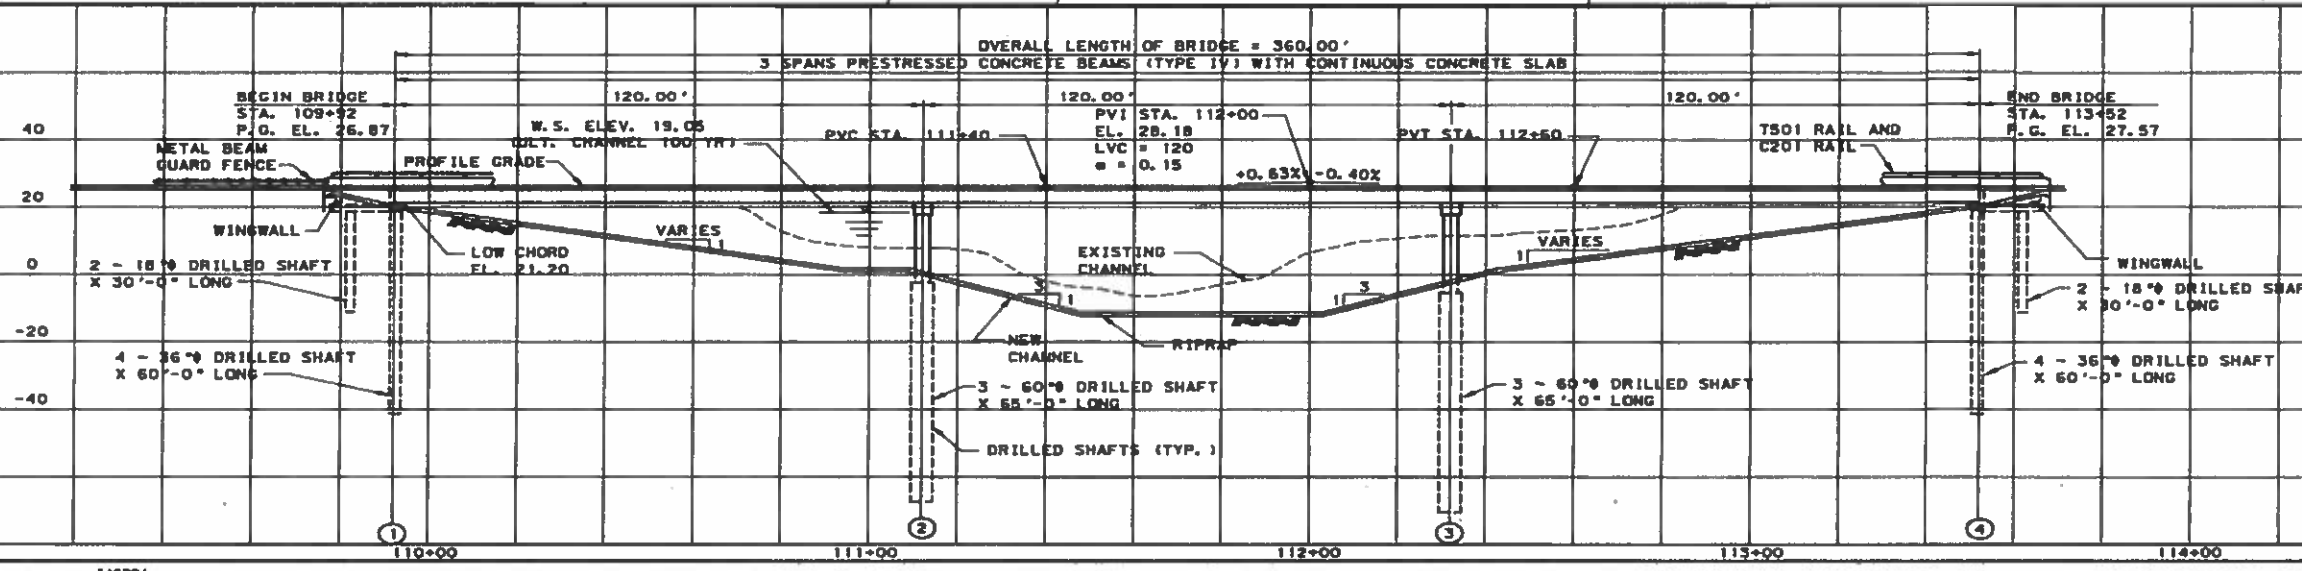 OVERALL LENGTH OF BRIDGE = 360.00'
3 SPANS PRESTRESSED CONCRETE BEAMS (TYPE IV) WITH CONTINUOUS CONCRETE SLAB
BEGIN BRIDGE
STA. 109+92
P.G. EL. 26.87
120.00'
120.00'
120.00'
END BRIDGE
STA. 113+52
P.G. EL. 27.57
W.S. ELEV. 19.05
(ULT. CHANNEL 100 YR)
PVC STA. 111+40
PVI STA. 112+00
EL. 28.18
LVC = 120
= 0.15
PVT STA. 112+60
T501 RAIL AND
C201 RAIL
METAL BEAM
GUARD FENCE
PROFILE GRADE
+0.63% -0.40%
40
20
0
-20
-40
WINGWALL
LOW CHORD
EL. 21.20
VARIES
1
EXISTING
CHANNEL
VARIES
1
WINGWALL
2 - 18"Φ DRILLED SHAFT
X 30'-0" LONG
3
1
3
1
2 - 18"Φ DRILLED SHAF
X 30'-0" LONG
NEW
CHANNEL
RIPRAP
4 - 36"Φ DRILLED SHAFT
X 60'-0" LONG
3 - 60"Φ DRILLED SHAFT
X 65'-0" LONG
3 - 60"Φ DRILLED SHAFT
X 65'-0" LONG
4 - 36"Φ DRILLED SHAFT
X 60'-0" LONG
DRILLED SHAFTS (TYP.)
1
2
3
4
110+00
111+00
112+00
113+00
114+00